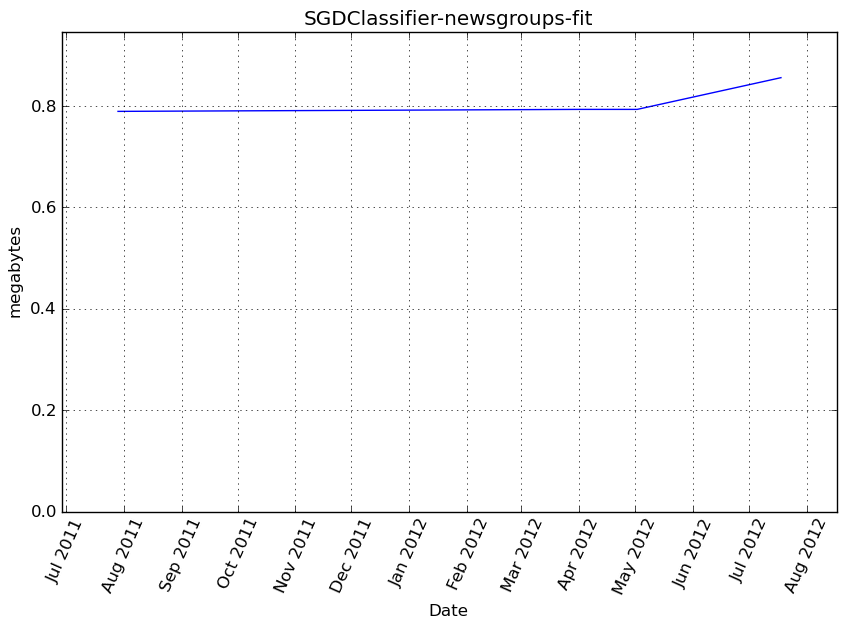 SGDClassifier-newsgroups-fit
megabytes
0.8
0.6
0.4
0.2
0.0
Jul 2011
Aug 2011
Sep 2011
Oct 2011
Nov 2011
Dec 2011
Jan 2012
Feb 2012
Mar 2012
Apr 2012
May 2012
Jun 2012
Jul 2012
Aug 2012
Date